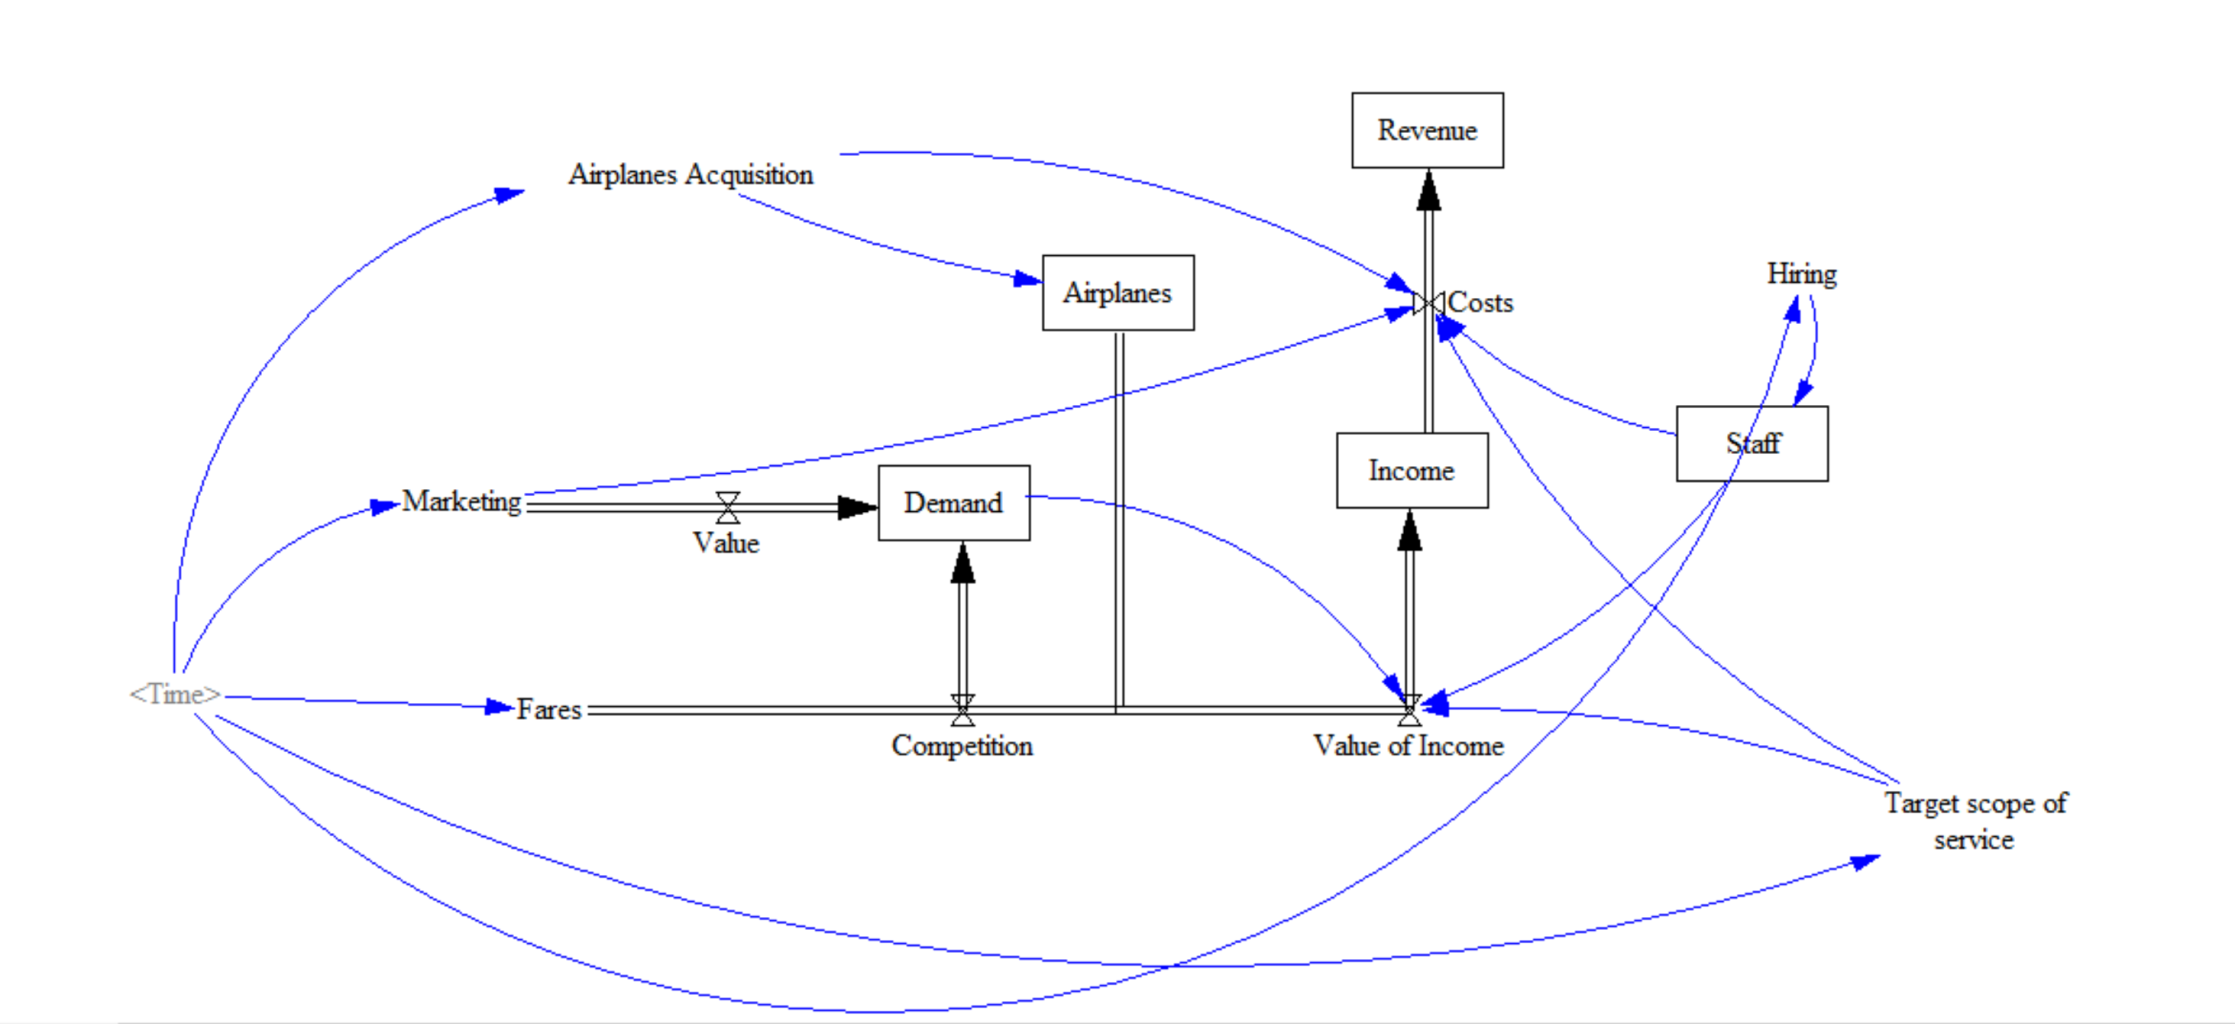 Revenue
Airplanes Acquisition
Hiring
Airplanes
Costs
Staff
Income
Marketing
Demand
Value
<Time>
Fares
Competition
Value of Income
Target scope of
service